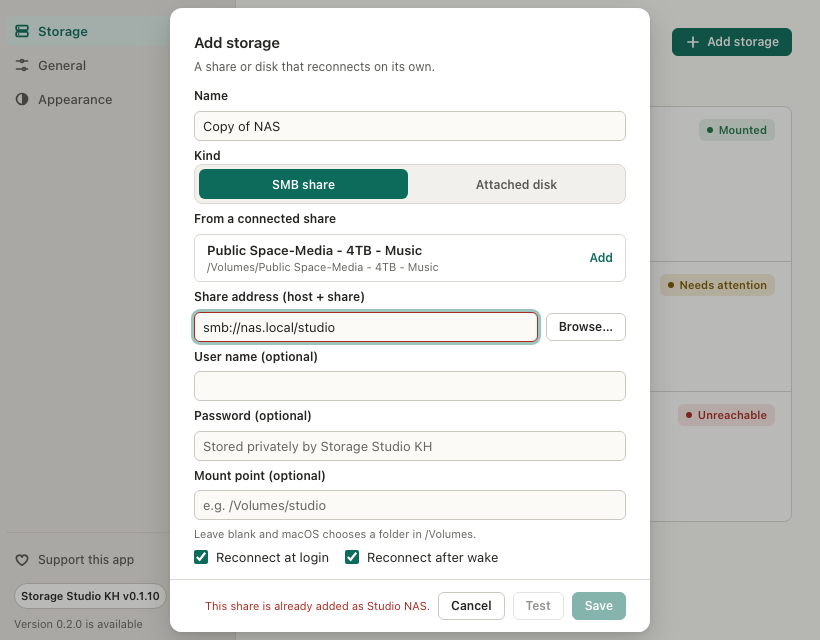 Storage
General
Appearance
Support this app
Storage Studio KH v0.1.10
Version 0.2.0 is available
Add storage
Mounted
Needs attention
Unreachable
Add storage
A share or disk that reconnects on its own.
Name
Copy of NAS
Kind
SMB share
Attached disk
From a connected share
Public Space-Media - 4TB - Music
/Volumes/Public Space-Media - 4TB - Music
Add
Share address (host + share)
smb://nas.local/studio
Browse...
User name (optional)
Password (optional)
Stored privately by Storage Studio KH
Mount point (optional)
e.g. /Volumes/studio
Leave blank and macOS chooses a folder in /Volumes.
Reconnect at login
Reconnect after wake
This share is already added as Studio NAS.
Cancel
Test
Save